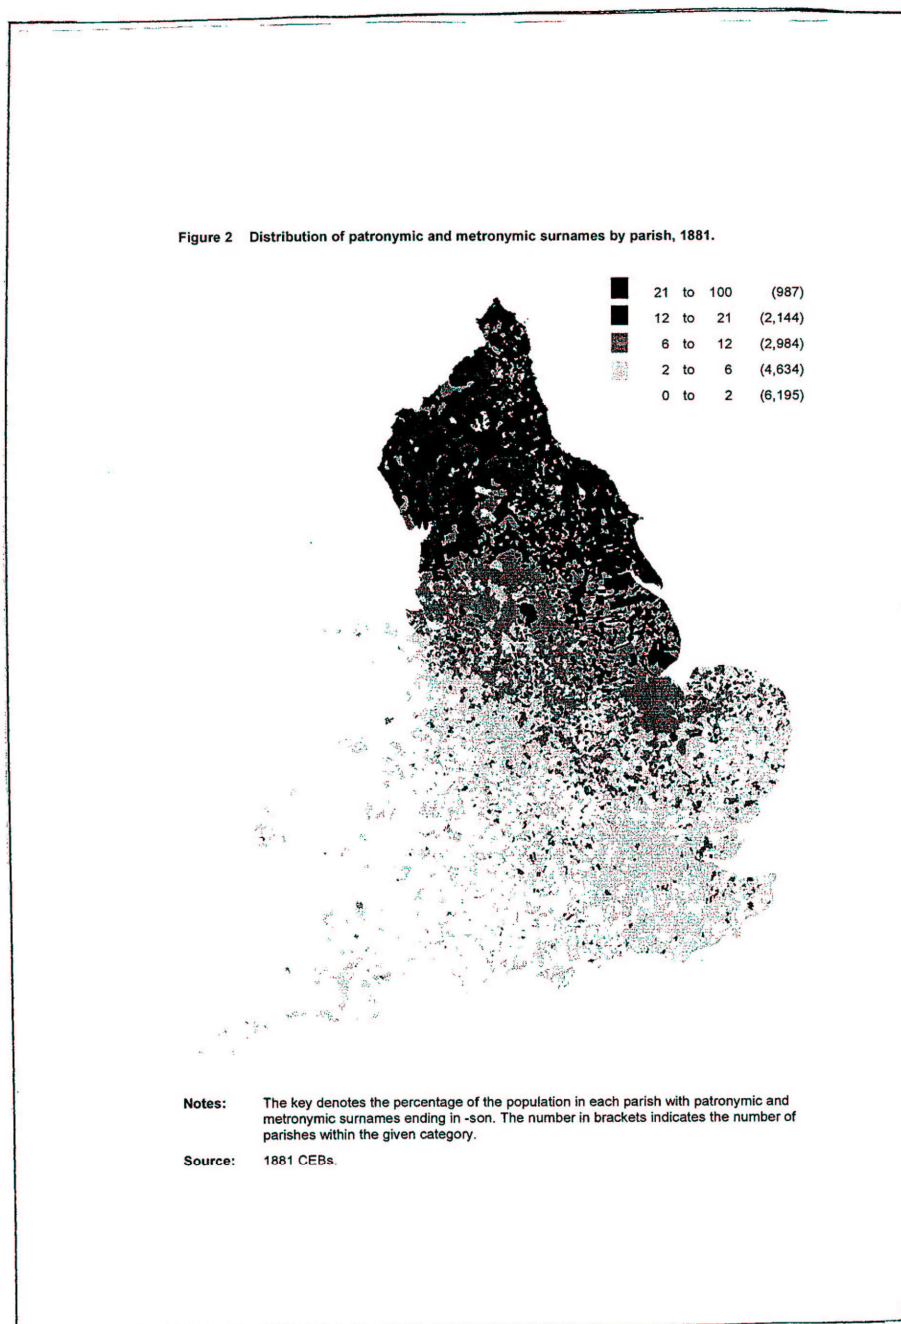 Figure 2 Distribution of patronymic and metronymic surnames by parish, 1881.
21 to 100 (987)
12 to 21 (2,144)
6 to 12 (2,984)
2 to 6 (4,634)
0 to 2 (6,195)
Notes: The key denotes the percentage of the population in each parish with patronymic and
metronymic surnames ending in -son. The number in brackets indicates the number of
parishes within the given category.
Source: 1881 CEBs.